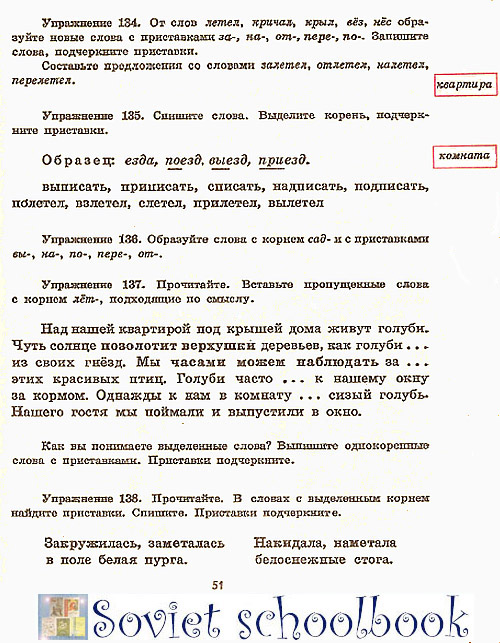 Упражнение 134. От слов летел, кричал, крыл, вёз, нёс обра-
зуйте новые слова с приставками за-, на-, от-, пере-, по-. Запишите
слова, подчеркните приставки.
Составьте предложения со словами залетел, отлетел, налетел,
перелетел.
квартира
Упражнение 135. Спишите слова. Выделите корень, подчерк-
ните приставки.
Образец: езда, поезд, выезд, приезд.
комната
выписать, приписать, списать, надписать, подписать,
полетел, взлетел, слетел, прилетел, вылетел
Упражнение 136. Образуйте слова с корнем сад- и с приставками
вы-, на-, по-, пере-, от-.
Упражнение 137. Прочитайте. Вставьте пропущенные слова
с корнем лёт-, подходящие по смыслу.
Над нашей квартирой под крышей дома живут голуби.
Чуть солнце позолотит верхушки деревьев, как голуби ...
из своих гнёзд. Мы часами можем наблюдать за ...
этих красивых птиц. Голуби часто ... к нашему окну
за кормом. Однажды к нам в комнату ... сизый голубь.
Нашего гостя мы поймали и выпустили в окно.
Как вы понимаете выделенные слова? Выпишите однокоренные
слова с приставками. Приставки подчеркните.
Упражнение 138. Прочитайте. В словах с выделенным корнем
найдите приставки. Спишите. Приставки подчеркните.
Закружилась, заметалась
в поле белая пурга.
Накидала, наметала
белоснежные стога.
51
Soviet schoolbook